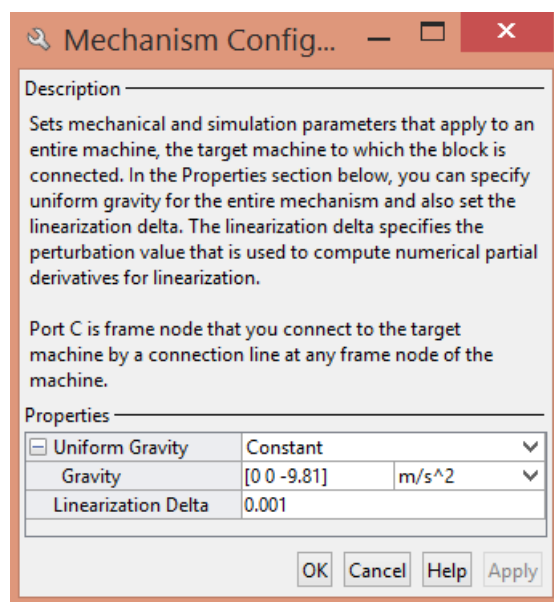 Mechanism Config...
Description
Sets mechanical and simulation parameters that apply to an
entire machine, the target machine to which the block is
connected. In the Properties section below, you can specify
uniform gravity for the entire mechanism and also set the
linearization delta. The linearization delta specifies the
perturbation value that is used to compute numerical partial
derivatives for linearization.
Port C is frame node that you connect to the target
machine by a connection line at any frame node of the
machine.
Properties
Uniform Gravity Constant
Gravity [0 0 -9.81] m/s^2
Linearization Delta 0.001
OK Cancel Help Apply